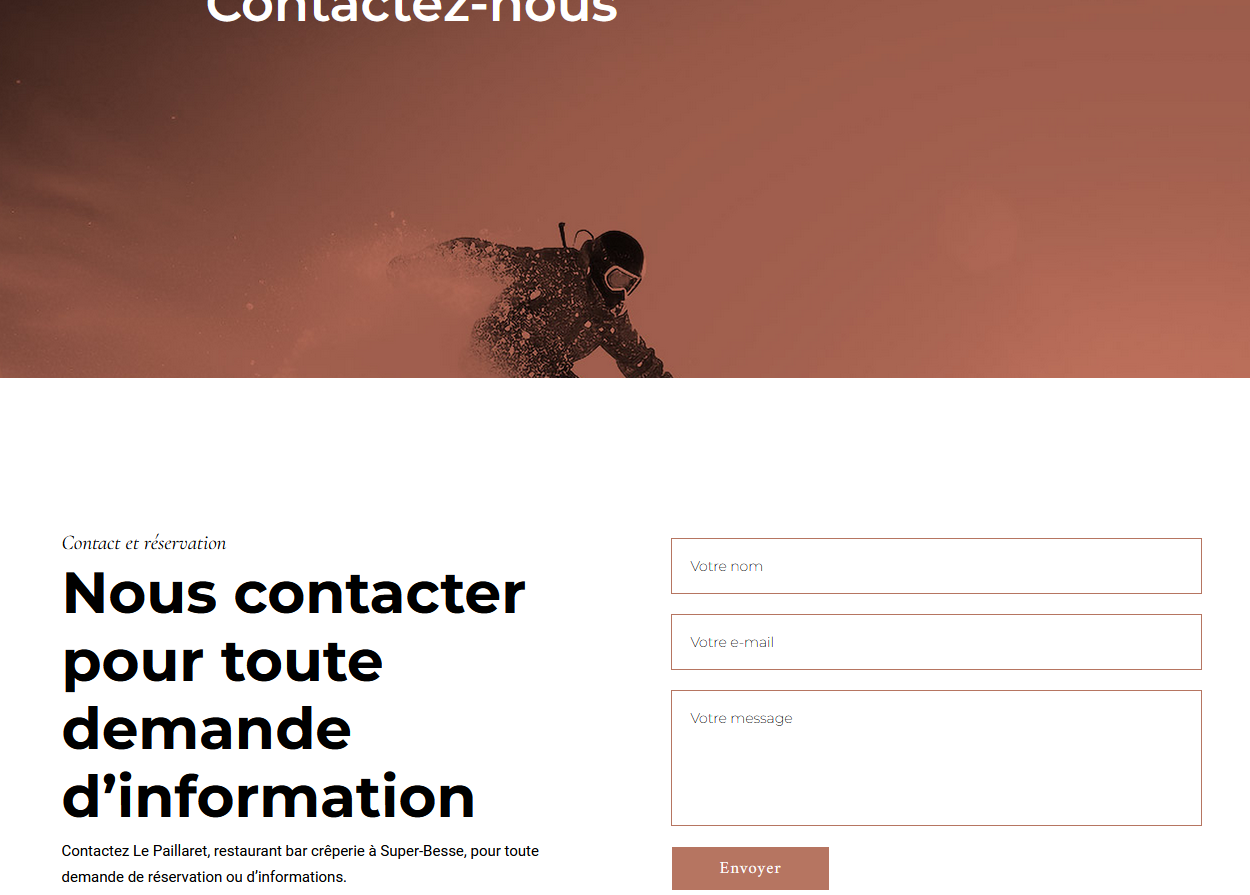 Contactez-nous
Contact et réservation
Nous contacter
pour toute
demande
d’information
Contactez Le Paillaret, restaurant bar crêperie à Super-Besse, pour toute
demande de réservation ou d’informations.
Votre nom
Votre e-mail
Votre message
Envoyer